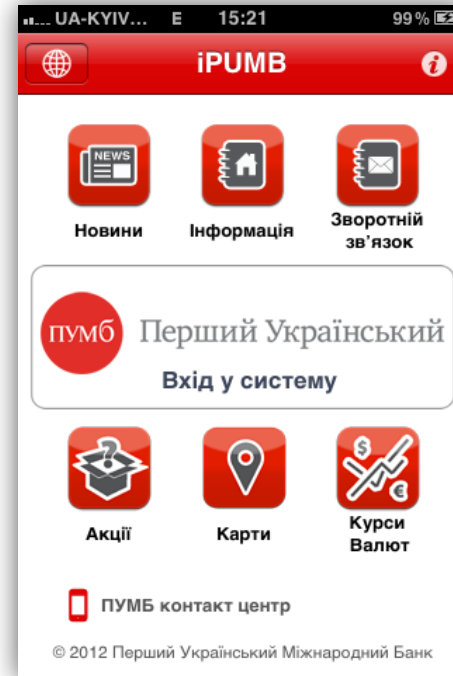 UA-KYIV... E 15:21 99%
iPUMB
NEWS
Новини Інформація Зворотній зв’язок
ПУМБ Перший Український
Вхід у систему
Акції Карти Курси Валют
ПУМБ контакт центр
© 2012 Перший Український Міжнародний Банк